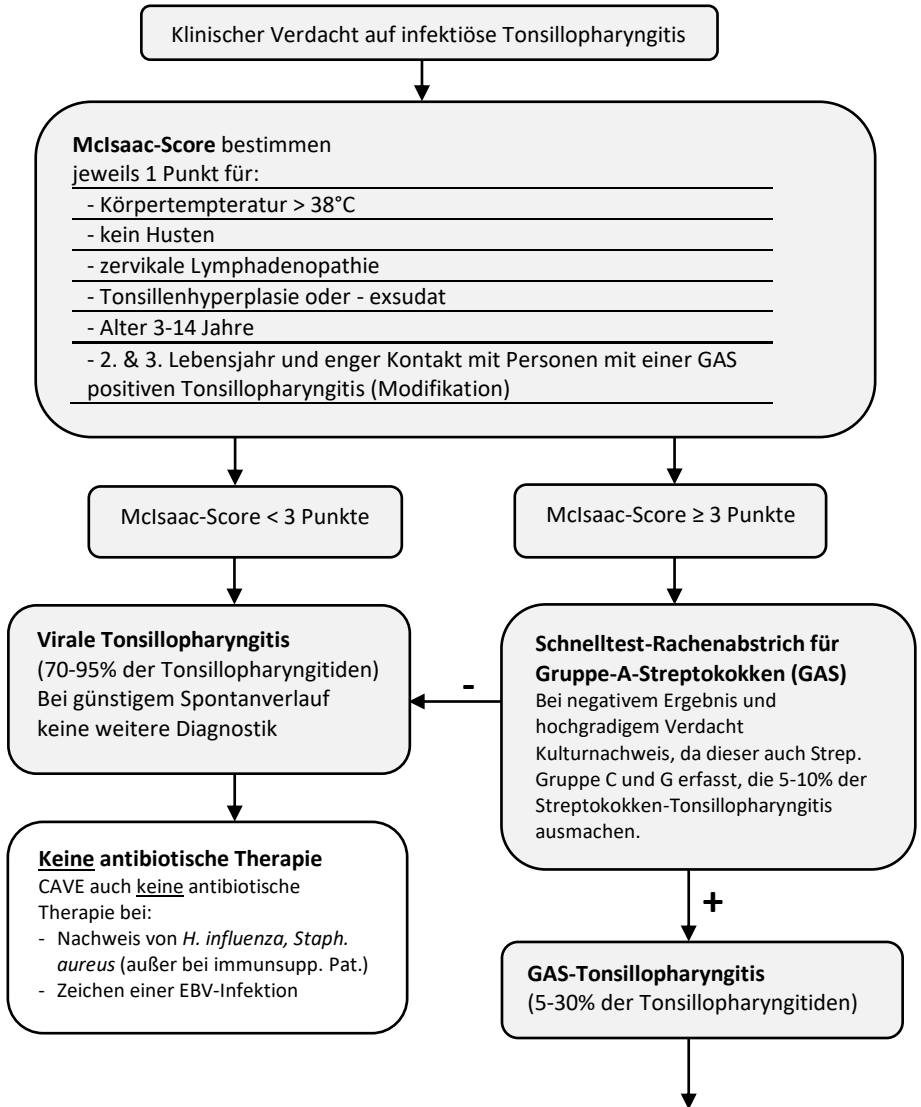 Klinischer Verdacht auf infektiöse Tonsillopharyngitis
McIsaac-Score bestimmen
jeweils 1 Punkt für:
- Körpertempteratur > 38°C
- kein Husten
- zervikale Lymphadenopathie
- Tonsillenhyperplasie oder - exsudat
- Alter 3-14 Jahre
- 2. & 3. Lebensjahr und enger Kontakt mit Personen mit einer GAS
positiven Tonsillopharyngitis (Modifikation)
McIsaac-Score < 3 Punkte
McIsaac-Score ≥ 3 Punkte
Virale Tonsillopharyngitis
(70-95% der Tonsillopharyngitiden)
Bei günstigem Spontanverlauf
keine weitere Diagnostik
-
Schnelltest-Rachenabstrich für
Gruppe-A-Streptokokken (GAS)
Bei negativem Ergebnis und
hochgradigem Verdacht
Kulturnachweis, da dieser auch Strep.
Gruppe C und G erfasst, die 5-10% der
Streptokokken-Tonsillopharyngitis
ausmachen.
Keine antibiotische Therapie
CAVE auch keine antibiotische
Therapie bei:
- Nachweis von H. influenza, Staph.
aureus (außer bei immunsupp. Pat.)
- Zeichen einer EBV-Infektion
+
GAS-Tonsillopharyngitis
(5-30% der Tonsillopharyngitiden)